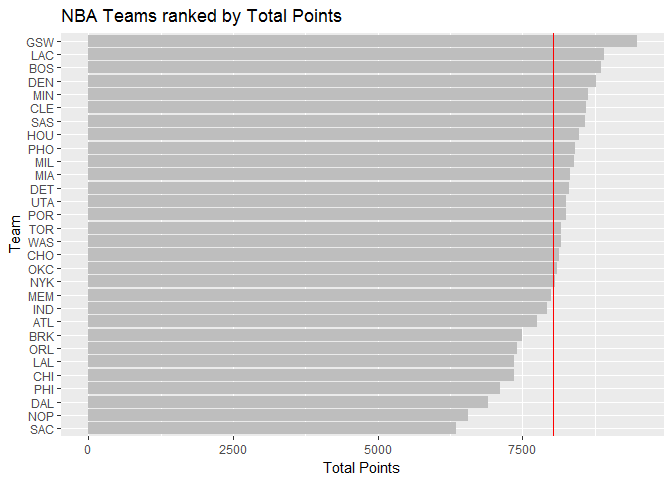 NBA Teams ranked by Total Points
GSW
LAC
BOS
DEN
MIN
CLE
SAS
HOU
PHO
MIL
MIA
DET
UTA
POR
TOR
WAS
CHO
OKC
NYK
MEM
IND
ATL
BRK
ORL
LAL
CHI
PHI
DAL
NOP
SAC
Team
0 2500 5000 7500
Total Points